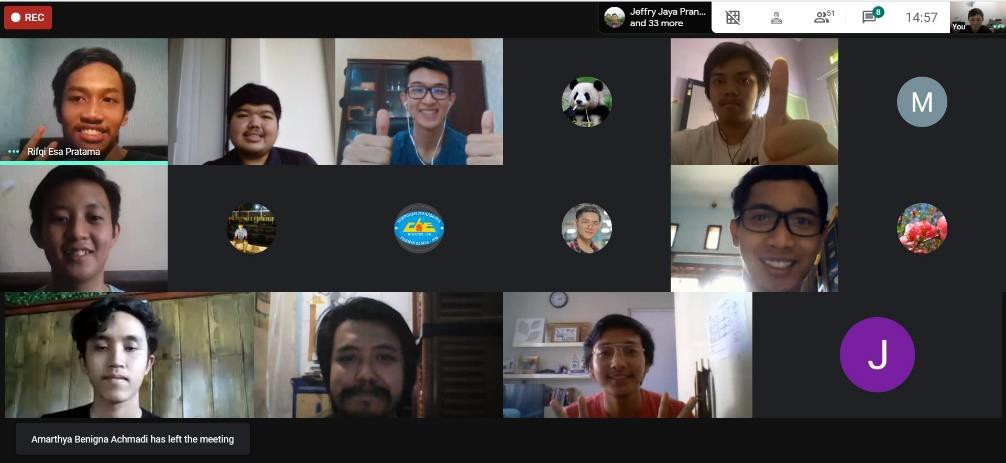 REC
Jeffry Jaya Pran...
and 33 more
51
8
14:57
You
Rifqi Esa Pratama
M
J
Amarthya Benigna Achmadi has left the meeting